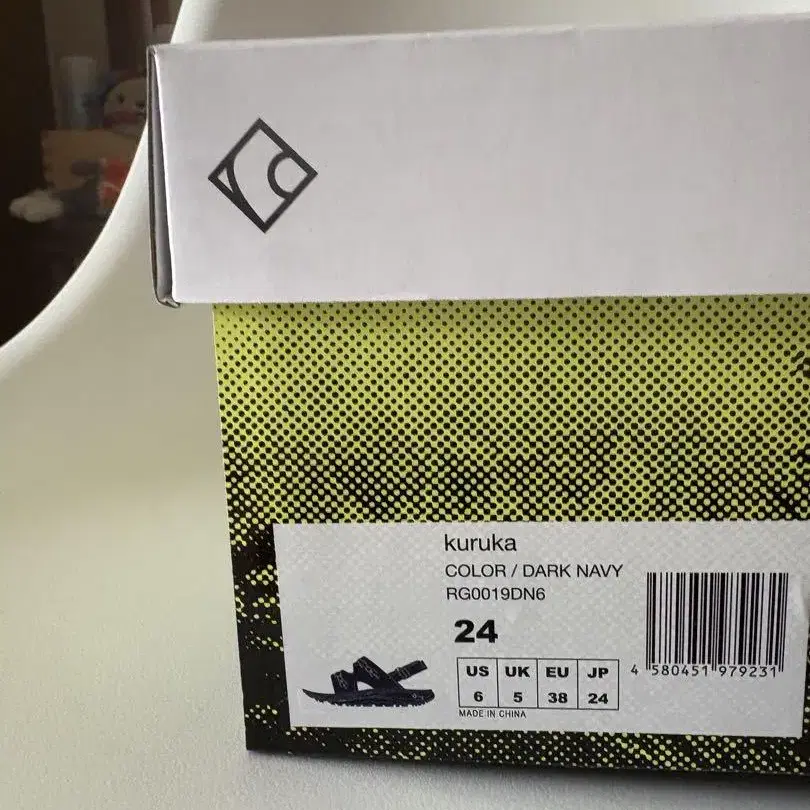 kuruka
COLOR / DARK NAVY
RG0019DN6
24
US UK EU JP
6 5 38 24
MADE IN CHINA
4 580451 979231